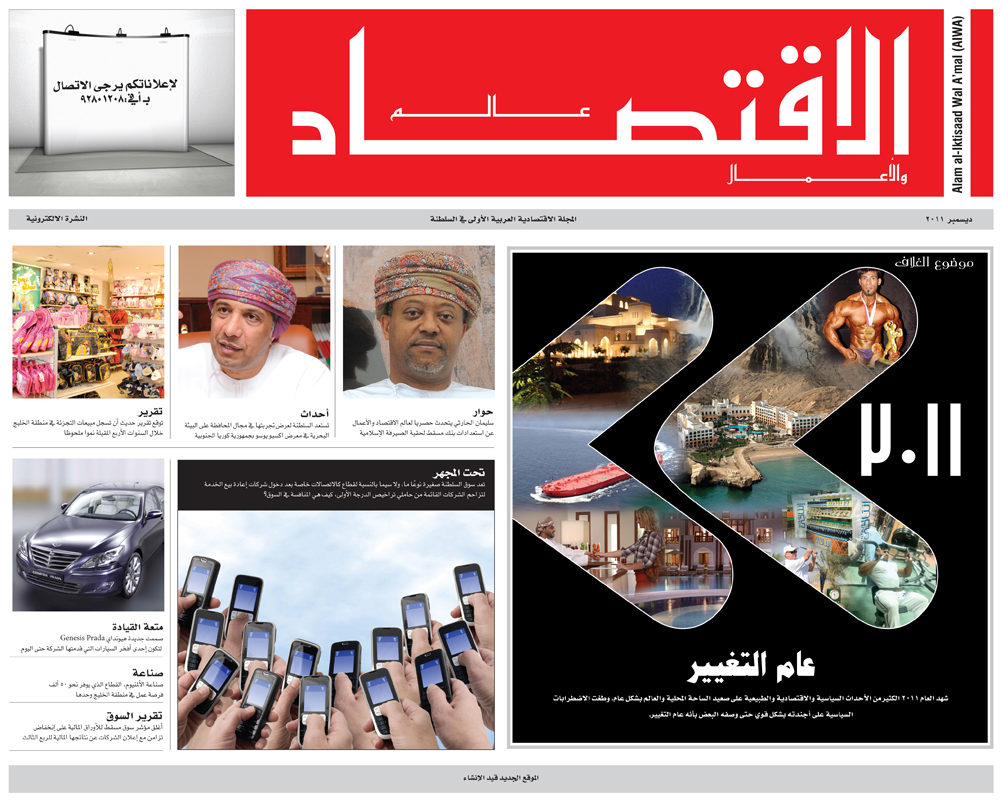 الاقتصاد
عالم
والأعمال
Alam al-Iktisaad Wal A'mal (AIWA)
لإعلاناتكم يرجى الاتصال
بـ أبي: ٩٢٨٠١٢٠٨
ديسمبر ٢٠١١
المجلة الاقتصادية العربية الأولى في السلطنة
النشرة الالكترونية
موضوع الغلاف
٢٠١١
عام التغيير
شهد العام ٢٠١١ الكثير من الأحداث السياسية والاقتصادية والطبيعية على صعيد الساحة المحلية والعالم بشكل عام، وطغت الاضطرابات
السياسية على أجندته بشكل قوي حتى وصفه البعض بأنه عام التغيير.
حوار
سليمان الحارثي يتحدث حصريا لعالم الاقتصاد والأعمال
عن استعدادات بنك مسقط لحقبة الصيرفة الإسلامية
أحداث
تستعد السلطنة لعرض تجربتها في مجال المحافظة على البيئة
البحرية في معرض اكسبو يوسو بجمهورية كوريا الجنوبية
تقرير
توقع تقرير حديث أن تسجل مبيعات التجزئة في منطقة الخليج
خلال السنوات الأربع المقبلة نموا ملحوظا
تحت المجهر
تعد سوق السلطنة صغيرة نوعًا ما، ولا سيما بالنسبة لقطاع كالاتصالات خاصة بعد دخول شركات إعادة بيع الخدمة
لتزاحم الشركات القائمة من حاملي تراخيص الدرجة الأولى، كيف هي المنافسة في السوق؟
متعة القيادة
صممت جديدة هيونداي Genesis Prada
لتكون إحدى أفخر السيارات التي قدمتها الشركة حتى اليوم
صناعة
صناعة الألمنيوم، القطاع الذي يوفر نحو ٥٠ ألف
فرصة عمل في منطقة الخليج وحدها
تقرير السوق
أغلق مؤشر سوق مسقط للأوراق المالية على إنخفاض
تزامن مع إعلان الشركات عن نتائجها المالية للربع الثالث
الموقع الجديد قيد الإنشاء